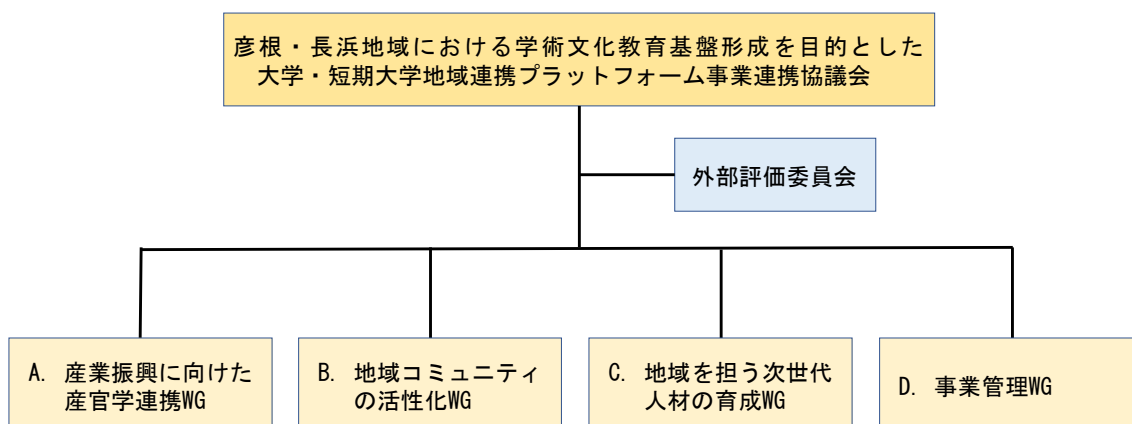 彦根・長浜地域における学術文化教育基盤形成を目的とした
大学・短期大学地域連携プラットフォーム事業連携協議会
外部評価委員会
A. 産業振興に向けた
産官学連携WG
B. 地域コミュニティ
の活性化WG
C. 地域を担う次世代
人材の育成WG
D. 事業管理WG